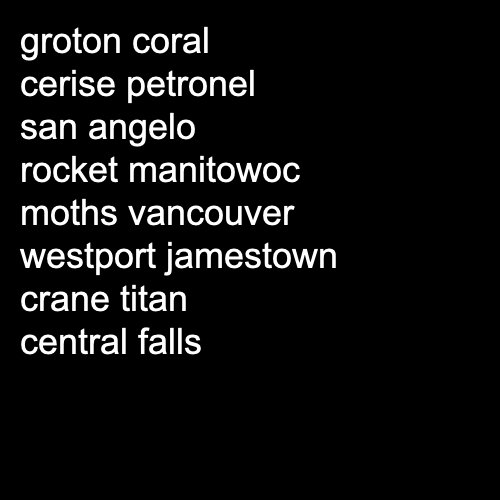 groton coral
cerise petronel
san angelo
rocket manitowoc
moths vancouver
westport jamestown
crane titan
central falls